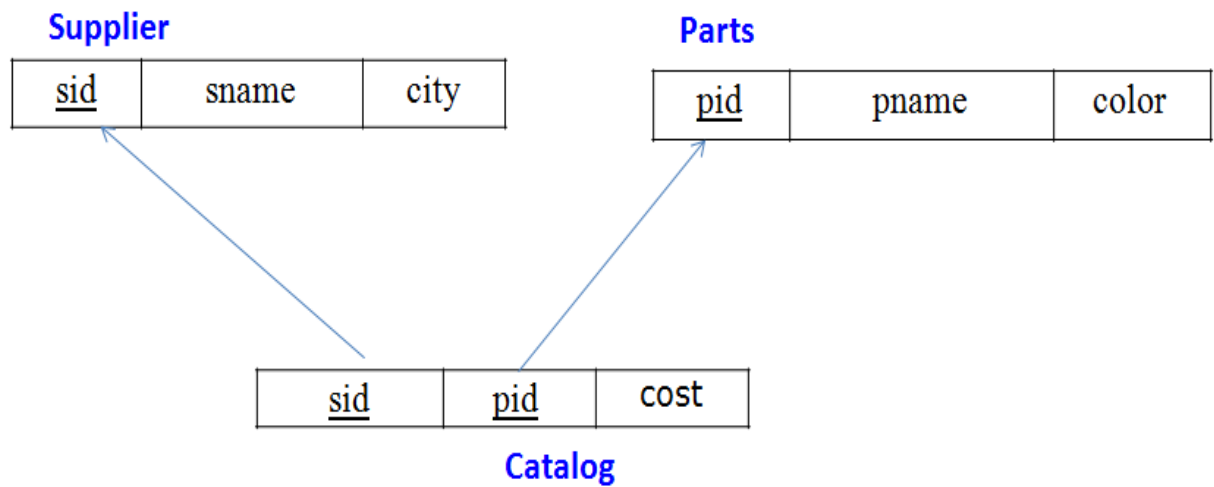 Supplier
sid sname city
Parts
pid pname color
sid pid cost
Catalog